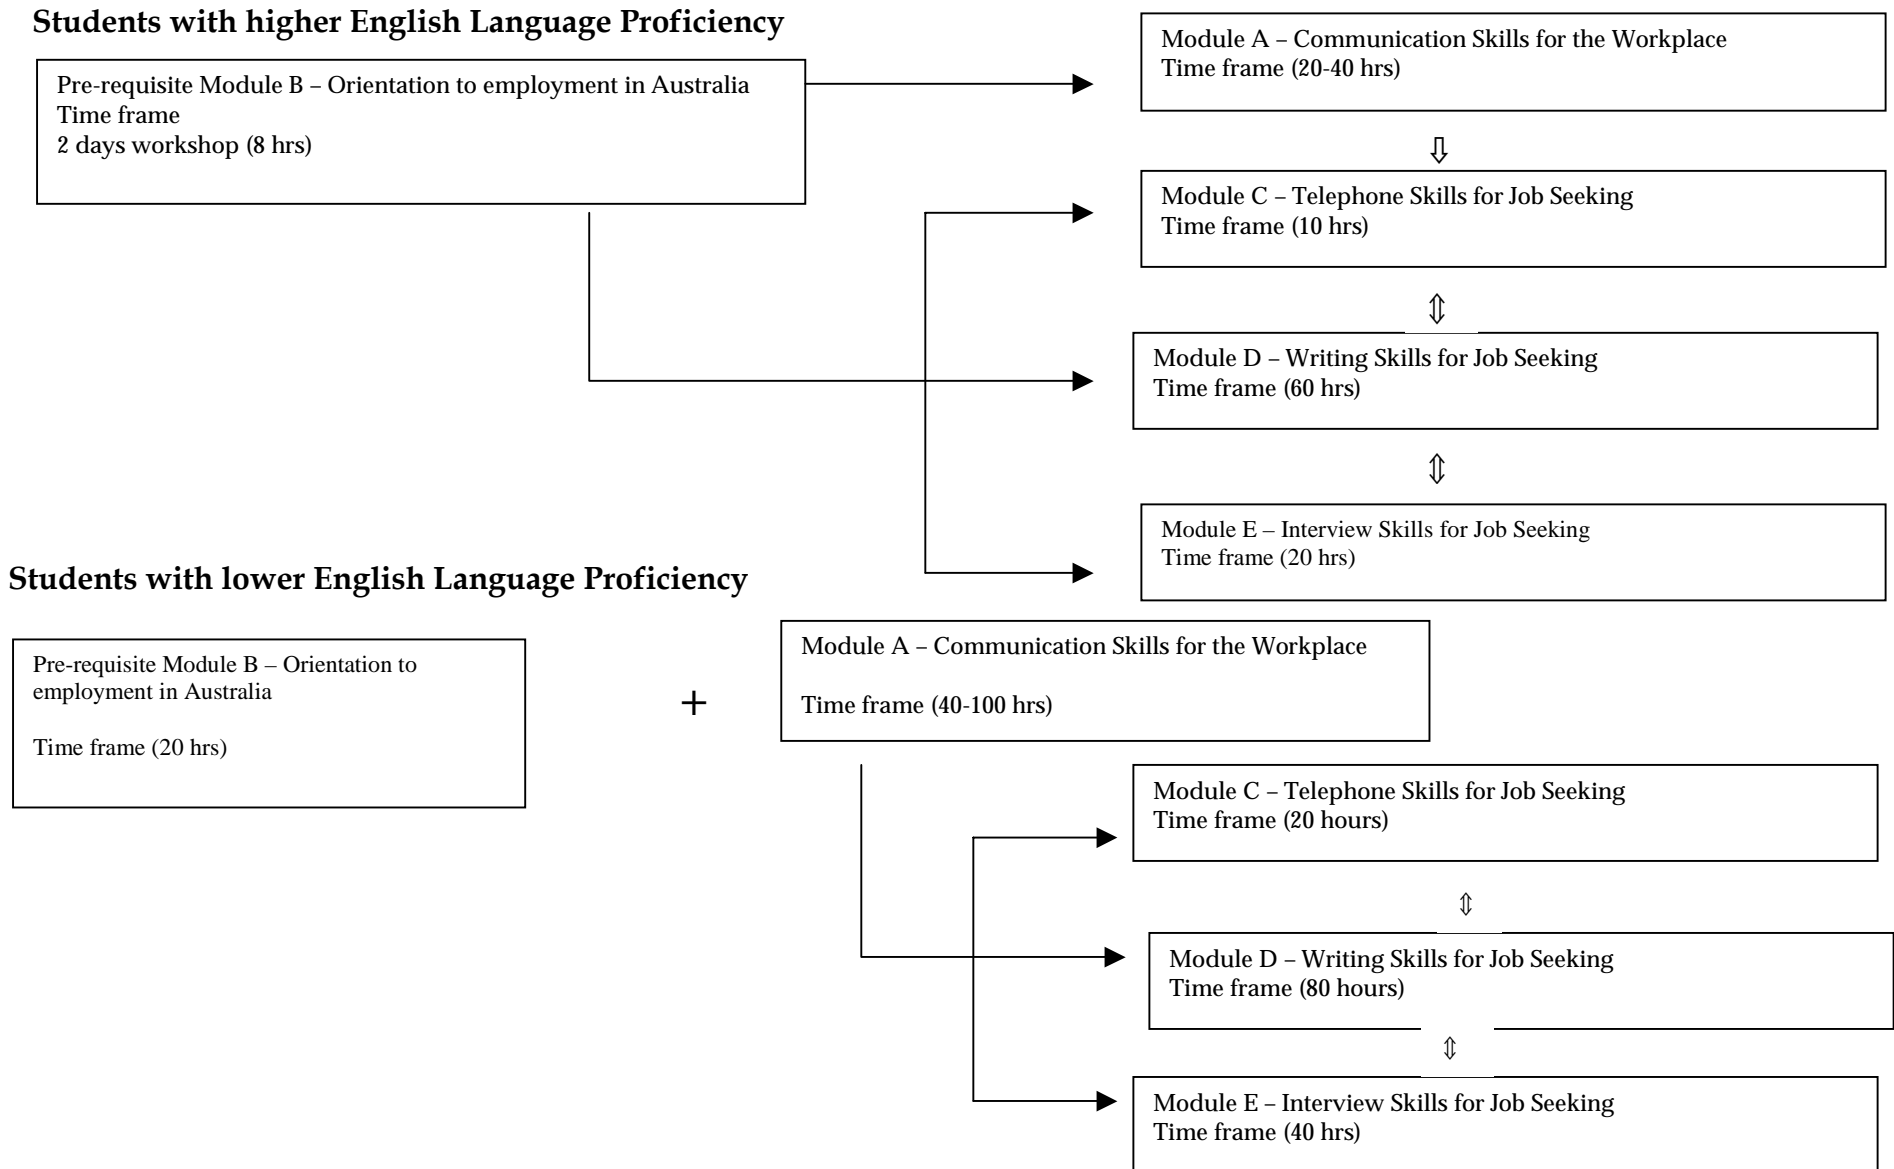 Students with higher English Language Proficiency
Pre-requisite Module B – Orientation to employment in Australia
Time frame
2 days workshop (8 hrs)
Module A – Communication Skills for the Workplace
Time frame (20-40 hrs)
⇩
Module C – Telephone Skills for Job Seeking
Time frame (10 hrs)
⇕
Module D – Writing Skills for Job Seeking
Time frame (60 hrs)
⇕
Module E – Interview Skills for Job Seeking
Time frame (20 hrs)
Students with lower English Language Proficiency
Pre-requisite Module B – Orientation to
employment in Australia
Time frame (20 hrs)
+
Module A – Communication Skills for the Workplace
Time frame (40-100 hrs)
Module C – Telephone Skills for Job Seeking
Time frame (20 hours)
⇕
Module D – Writing Skills for Job Seeking
Time frame (80 hours)
⇕
Module E – Interview Skills for Job Seeking
Time frame (40 hrs)